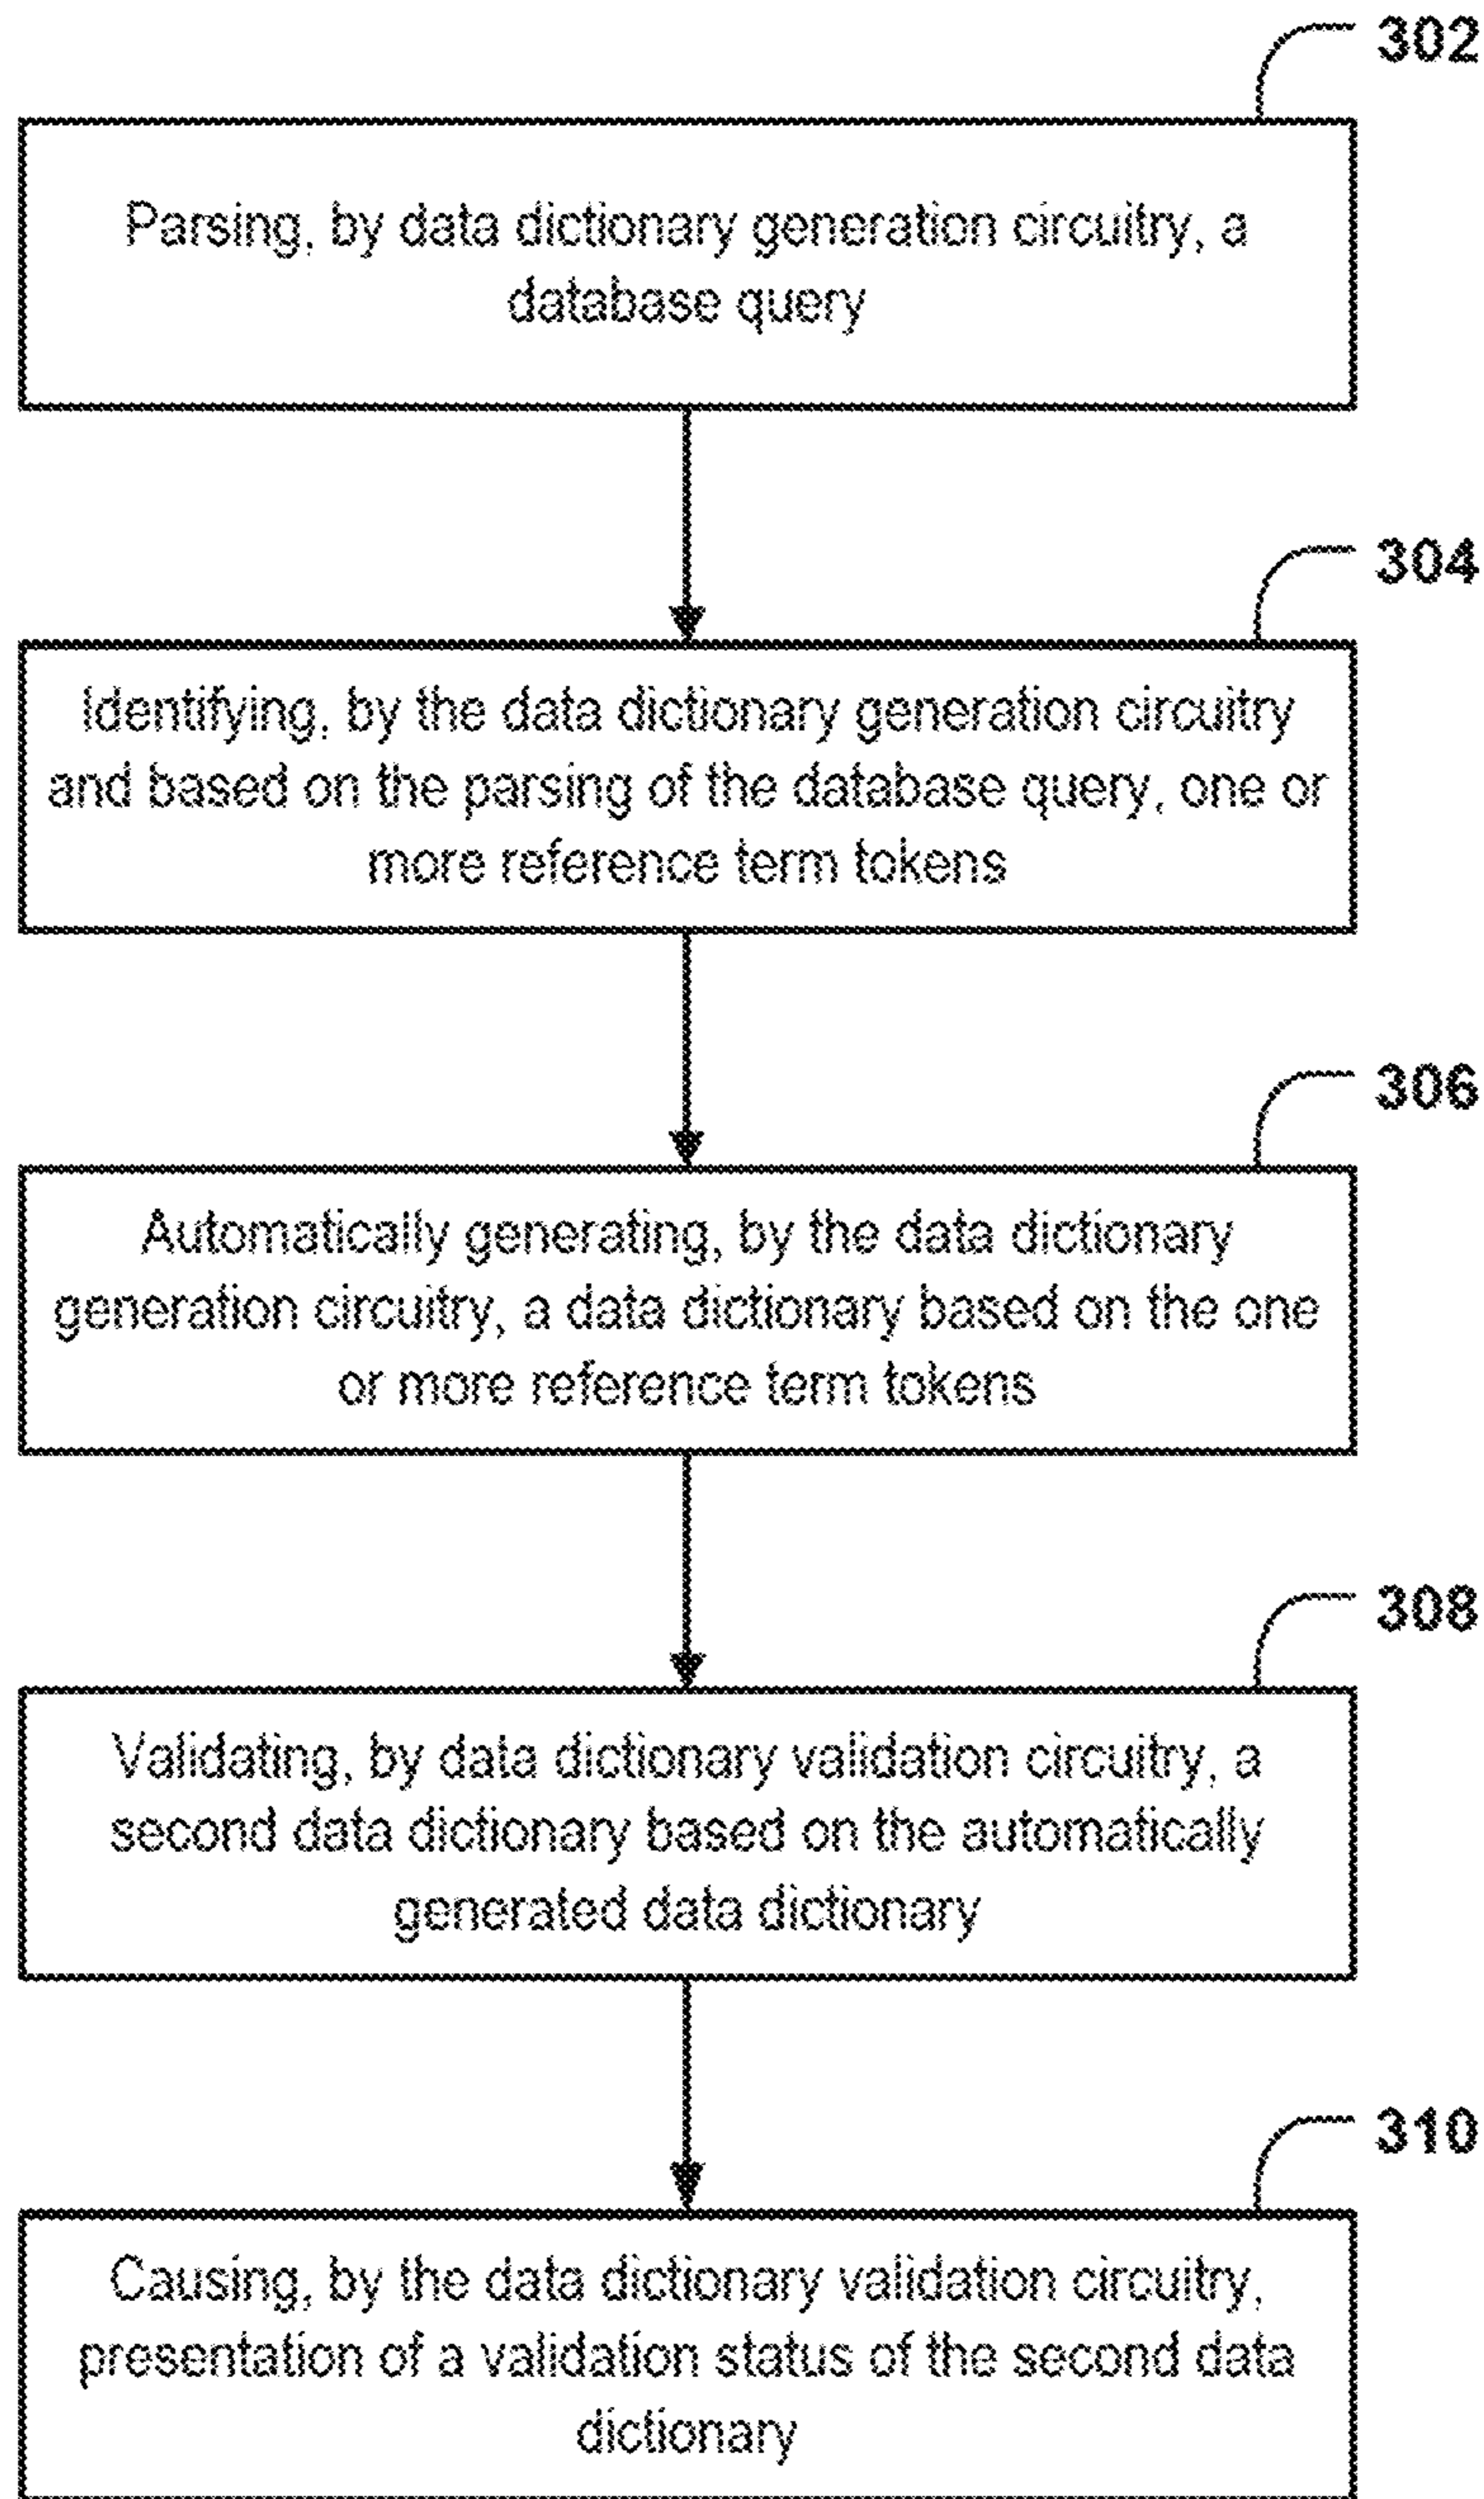 302
Parsing, by data dictionary generation circuitry, a
database query
304
Identifying, by the data dictionary generation circuitry
and based on the parsing of the database query, one or
more reference term tokens
306
Automatically generating, by the data dictionary
generation circuitry, a data dictionary based on the one
or more reference term tokens
308
Validating, by data dictionary validation circuitry, a
second data dictionary based on the automatically
generated data dictionary
310
Causing, by the data dictionary validation circuitry,
presentation of a validation status of the second data
dictionary